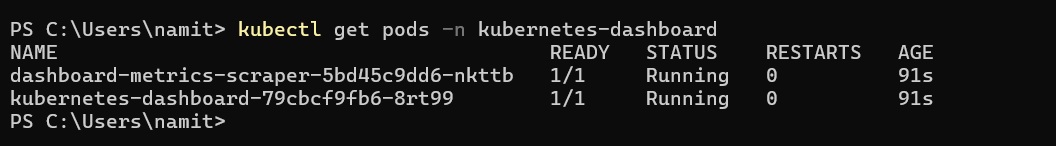 PS C:\Users\namit> kubectl get pods -n kubernetes-dashboard
NAME READY STATUS RESTARTS AGE
dashboard-metrics-scraper-5bd45c9dd6-nkttb 1/1 Running 0 91s
kubernetes-dashboard-79cbcf9fb6-8rt99 1/1 Running 0 91s
PS C:\Users\namit>